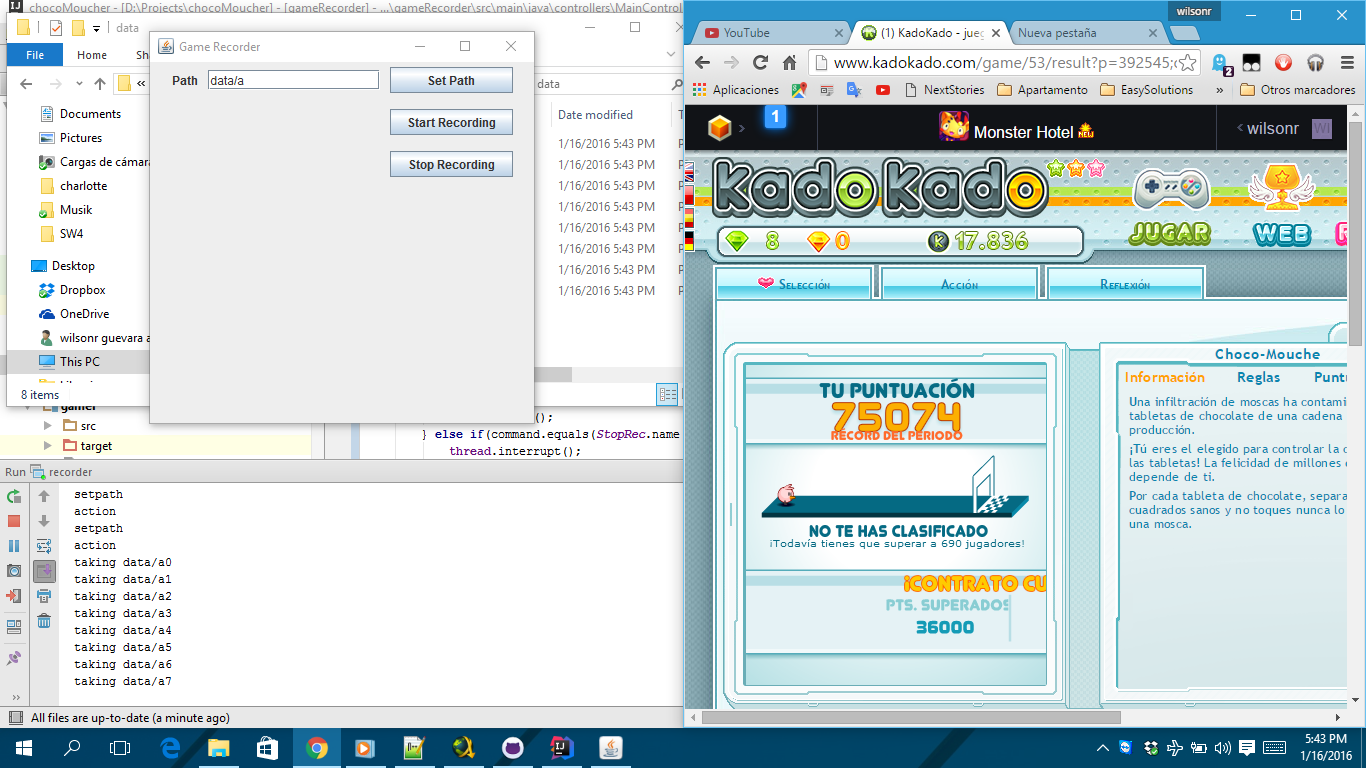 chocoMoucher - [D:\Projects\chocoMoucher] - [gameRecorder] - ...\gameRecorder\src\main\java\controllers\MainControl
data
File
Home
data
Documents
Pictures
Cargas de cámara
charlotte
Musik
SW4
Desktop
Dropbox
OneDrive
wilsonr guevara a
This PC
8 items
Date modified
1/16/2016 5:43 PM
1/16/2016 5:43 PM
1/16/2016 5:43 PM
1/16/2016 5:43 PM
1/16/2016 5:43 PM
1/16/2016 5:43 PM
1/16/2016 5:43 PM
1/16/2016 5:43 PM
Game Recorder
Path data/a Set Path
Start Recording
Stop Recording
gamer
src
target
();
} else if(command.equals(StopRec.name
thread.interrupt();
Run recorder
setpath
action
setpath
action
taking data/a0
taking data/a1
taking data/a2
taking data/a3
taking data/a4
taking data/a5
taking data/a6
taking data/a7
All files are up-to-date (a minute ago)
wilsonr
YouTube
(1) KadoKado - jueg
Nueva pestaña
www.kadokado.com/game/53/result?p=392545;
2
Aplicaciones
NextStories
Apartamento
EasySolutions
»
Otros marcadores
1
Monster Hotel NEW
wilsonr WI
KadoKado
8 0 K 17.836
JUGAR
WEB
Selección
Acción
Reflexión
TU PUNTUACIÓN
75074
RÉCORD DEL PERIODO
NO TE HAS CLASIFICADO
¡Todavía tienes que superar a 690 jugadores!
¡CONTRATO CU
PTS. SUPERADOS
36000
Choco-Mouche
Información Reglas Puntu
Una infiltración de moscas ha contami
tabletas de chocolate de una cadena
producción.
¡Tú eres el elegido para controlar la c
las tabletas! La felicidad de millones
depende de ti.
Por cada tableta de chocolate, separa
cuadrados sanos y no toques nunca lo
una mosca.
5:43 PM
1/16/2016